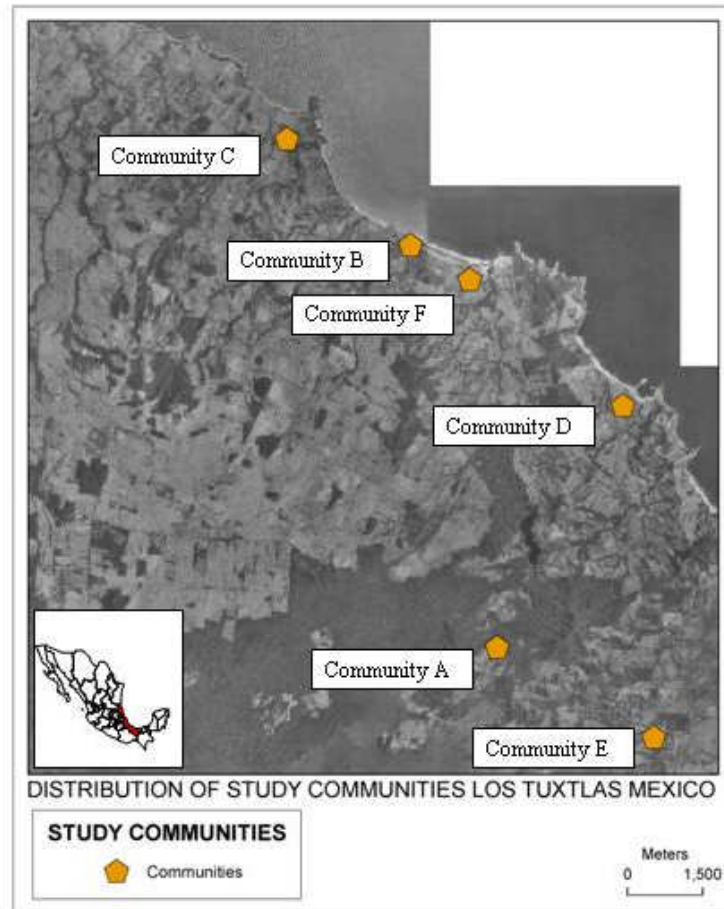 Community C
Community B
Community F
Community D
Community A
Community E
DISTRIBUTION OF STUDY COMMUNITIES LOS TUXTLAS MEXICO
STUDY COMMUNITIES
Communities
Meters
0 1,500